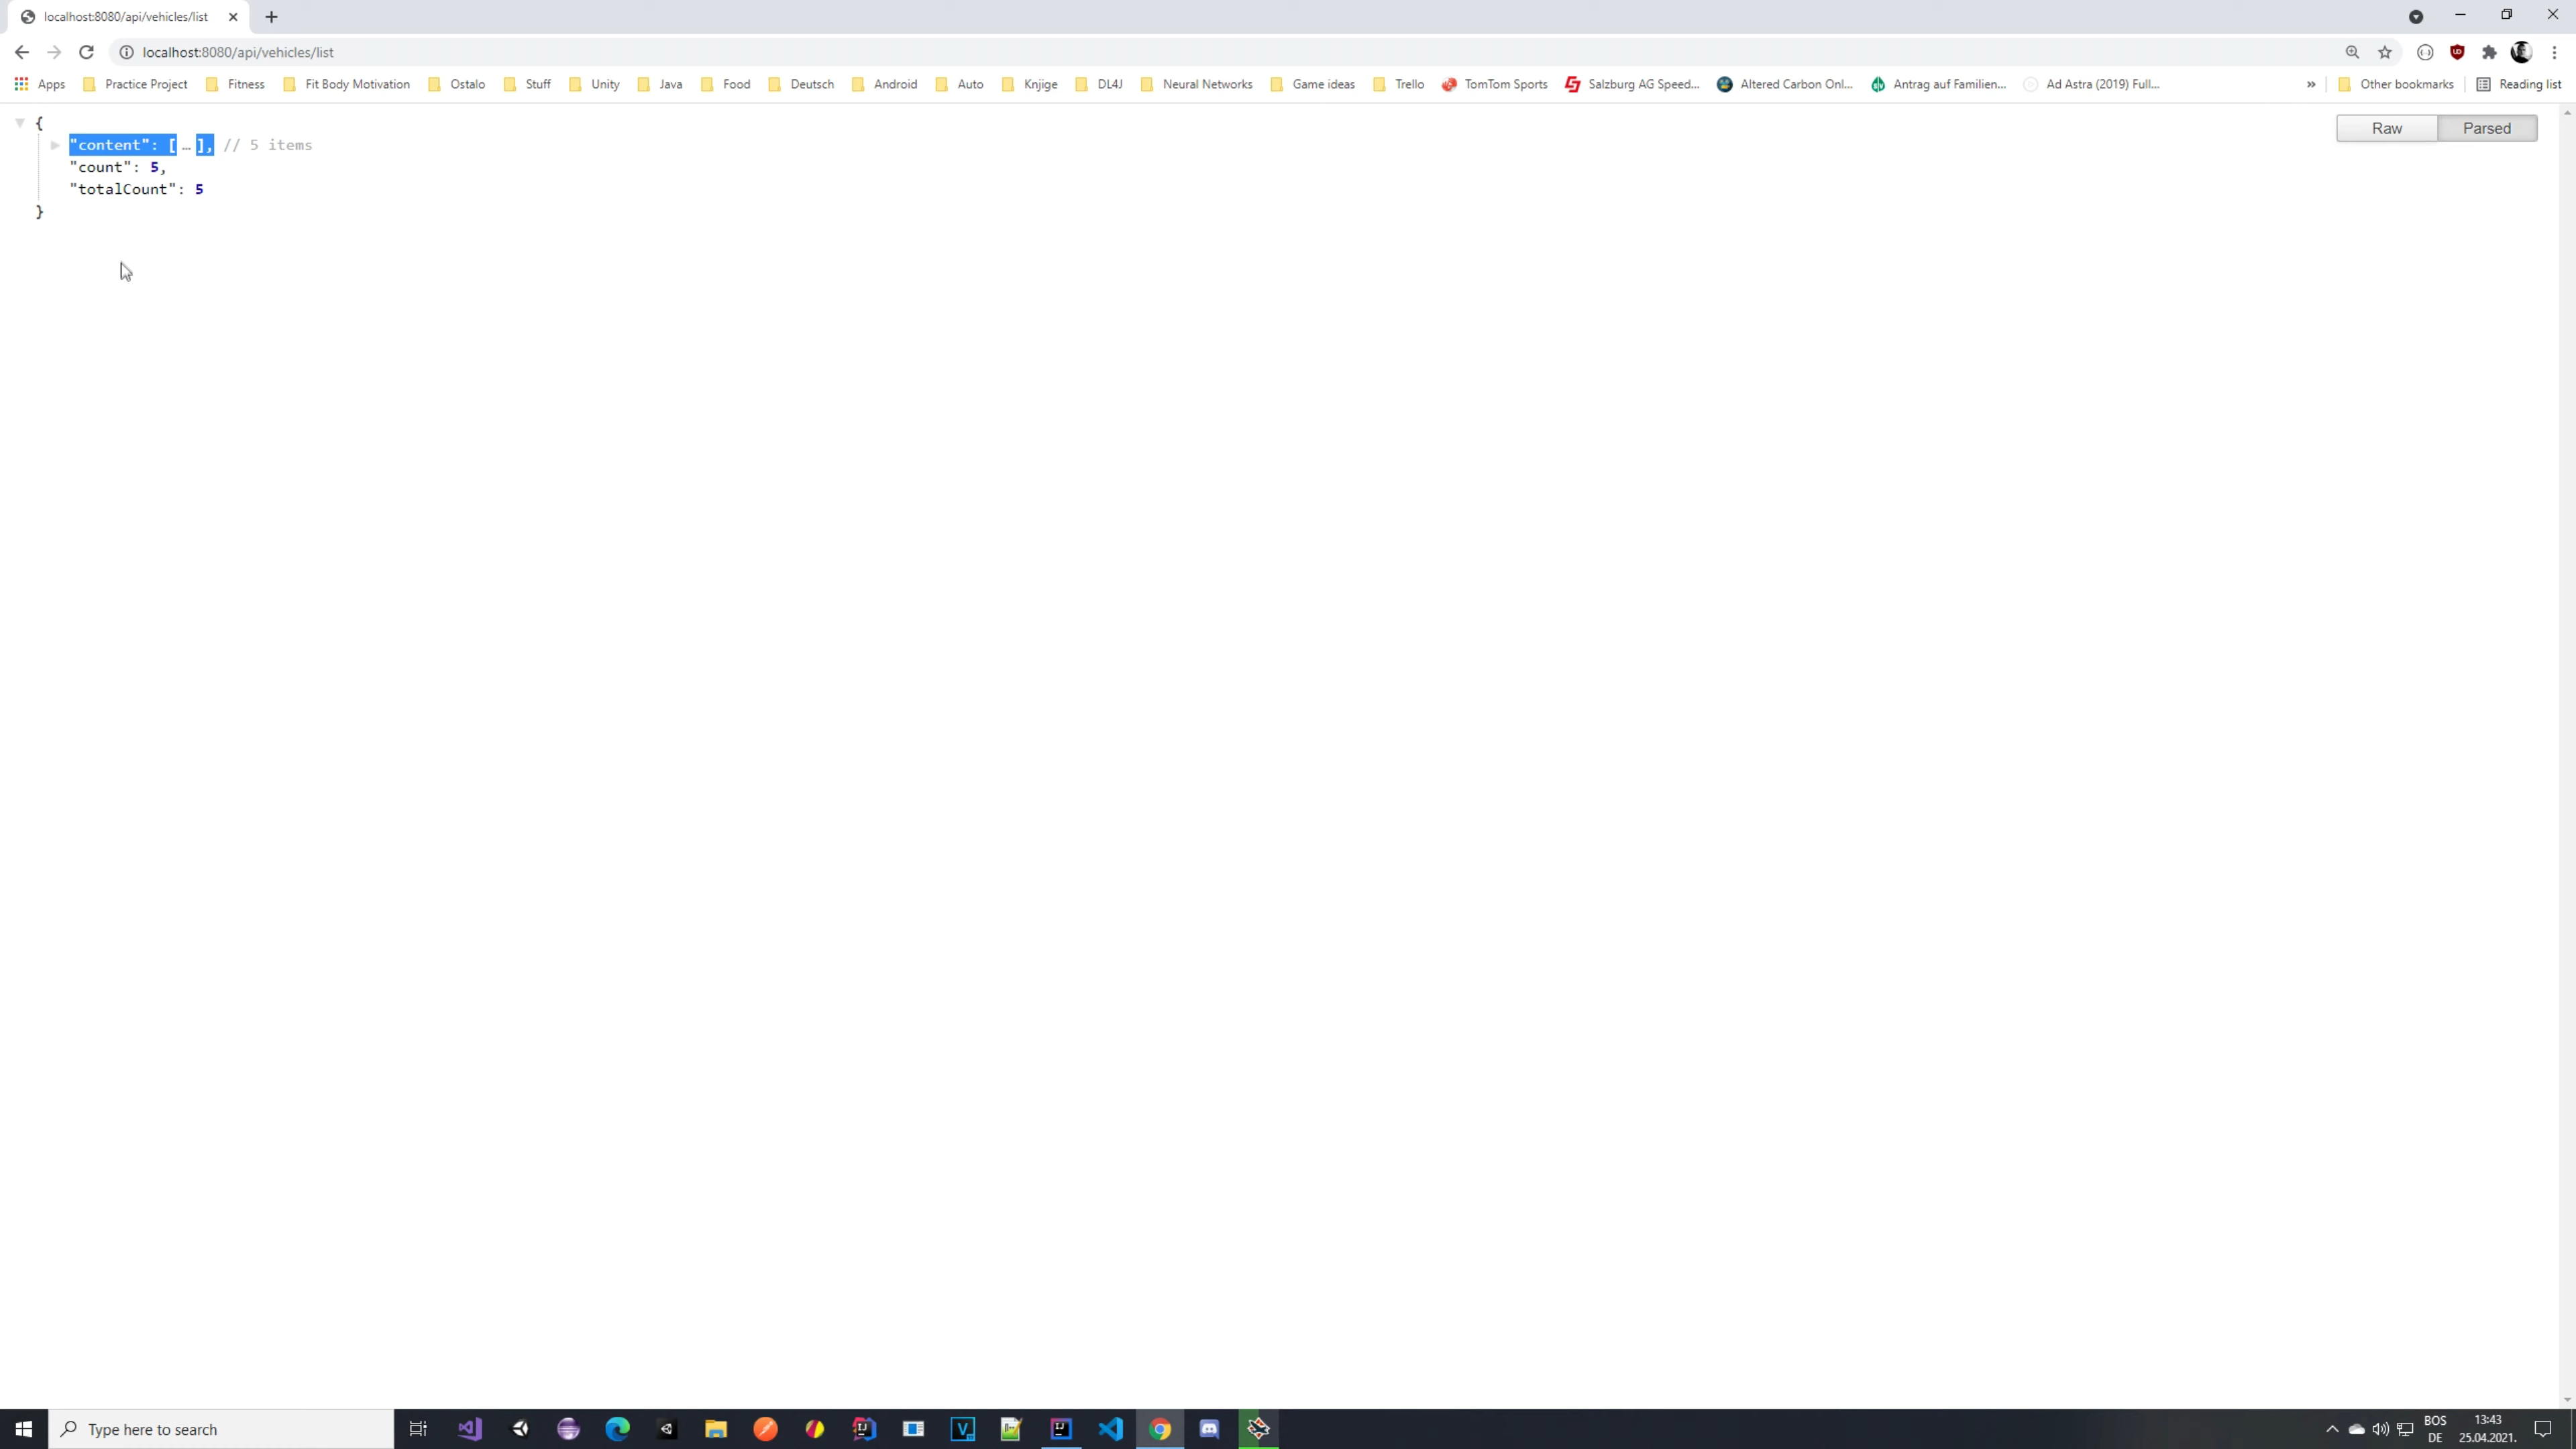 localhost:8080/api/vehicles/list
localhost:8080/api/vehicles/list
Apps Practice Project Fitness Fit Body Motivation Ostalo Stuff Unity Java Food Deutsch Android Auto Knjige DL4J Neural Networks Game ideas Trello TomTom Sports Salzburg AG Speed... Altered Carbon Onl... Antrag auf Familien... Ad Astra (2019) Full... » Other bookmarks Reading list
Raw Parsed
{
"content": [ … ], // 5 items
"count": 5,
"totalCount": 5
}
Type here to search
BOS 13:43
DE 25.04.2021.